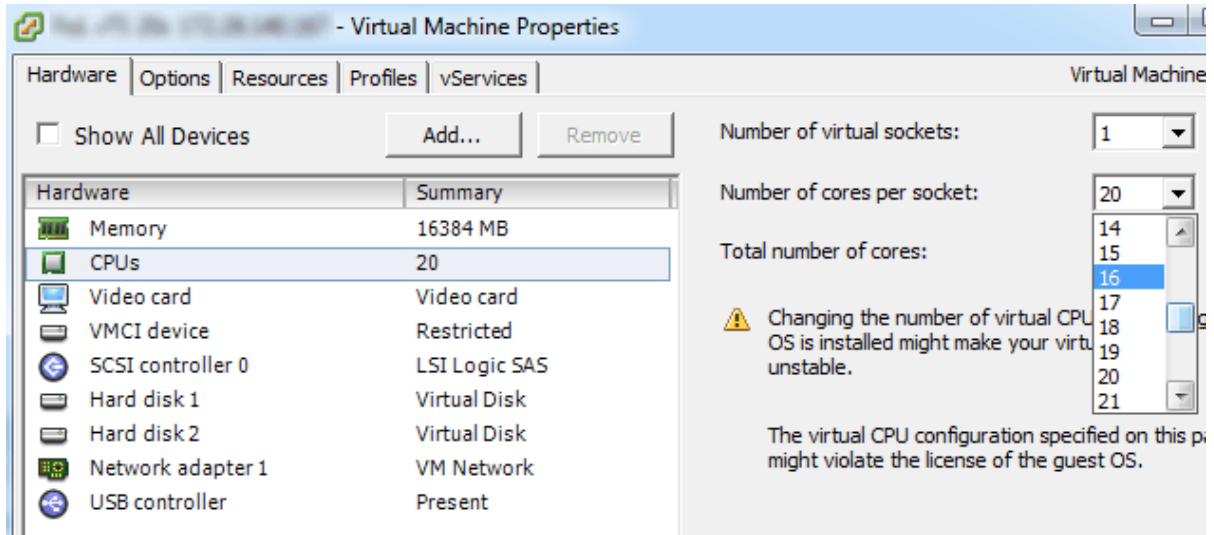 - Virtual Machine Properties
Hardware Options Resources Profiles vServices Virtual Machine
Show All Devices Add... Remove
Number of virtual sockets: 1
Hardware Summary
Number of cores per socket: 20
Memory 16384 MB
CPUs 20
Video card Video card
VMCI device Restricted
SCSI controller 0 LSI Logic SAS
Hard disk 1 Virtual Disk
Hard disk 2 Virtual Disk
Network adapter 1 VM Network
USB controller Present
Total number of cores:
14
15
16
17
18
19
20
21
Changing the number of virtual CPU
OS is installed might make your virtu
unstable.
The virtual CPU configuration specified on this pa
might violate the license of the guest OS.